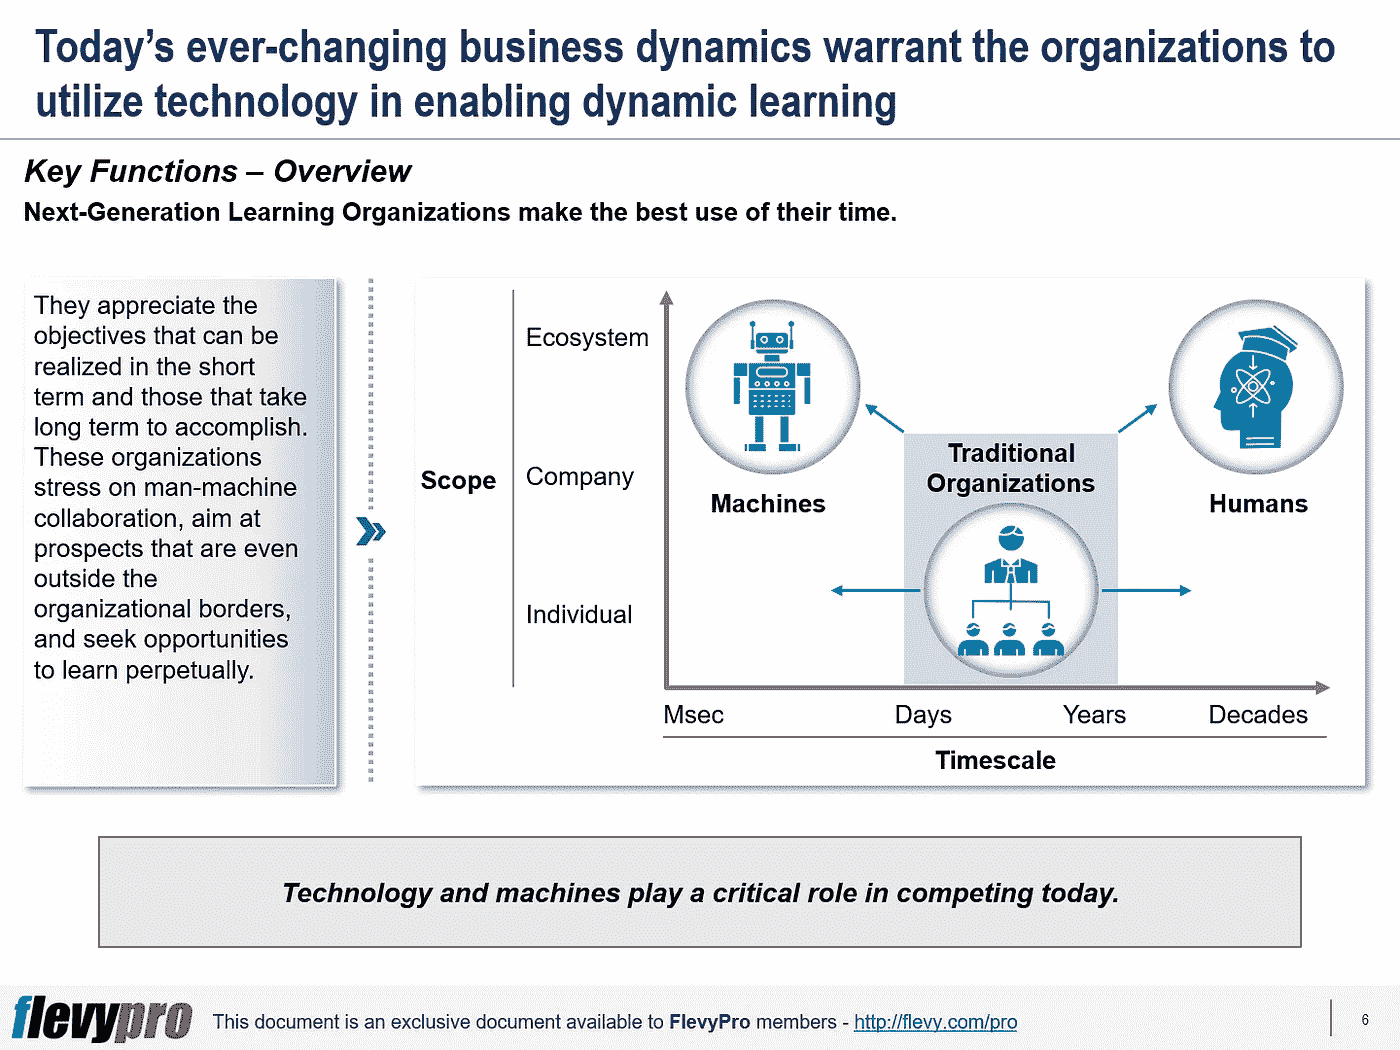 Today’s ever-changing business dynamics warrant the organizations to
utilize technology in enabling dynamic learning
Key Functions – Overview
Next-Generation Learning Organizations make the best use of their time.
They appreciate the
objectives that can be
realized in the short
term and those that take
long term to accomplish.
These organizations
stress on man-machine
collaboration, aim at
prospects that are even
outside the
organizational borders,
and seek opportunities
to learn perpetually.
Scope
Ecosystem
Company
Individual
Machines
Traditional
Organizations
Humans
Msec
Days
Years
Decades
Timescale
Technology and machines play a critical role in competing today.
flevypro
This document is an exclusive document available to FlevyPro members - http://flevy.com/pro
6